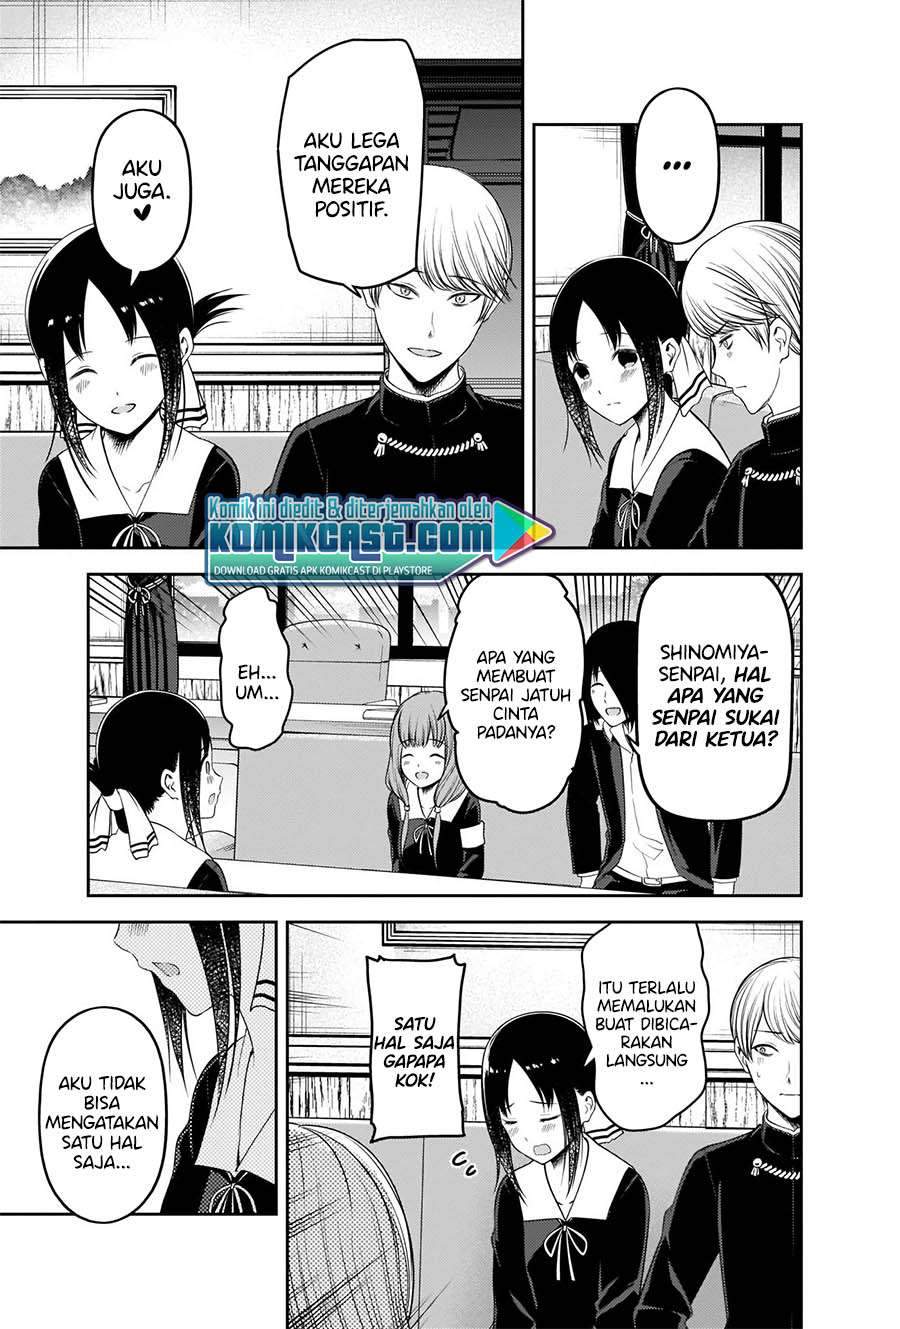 ...
AKU LEGA
TANGGAPAN
MEREKA
POSITIF.
AKU
JUGA.
Komik ini diedit & diterjemahkan oleh
KOMIKCAST.COM
DOWNLOAD GRATIS APK KOMIKCAST DI PLAYSTORE
SHINOMIYA-
SENPAI, HAL
APA YANG
SENPAI SUKAI
DARI KETUA?
APA YANG
MEMBUAT
SENPAI JATUH
CINTA
PADANYA?
EH...
UM...
ITU TERLALU
MEMALUKAN
BUAT DIBICA-
RAKAN
LANGSUNG
...
SATU
HAL SAJA
GAPAPA
KOK!
AKU TIDAK
BISA
MENGATAKAN
SATU HAL
SAJA...